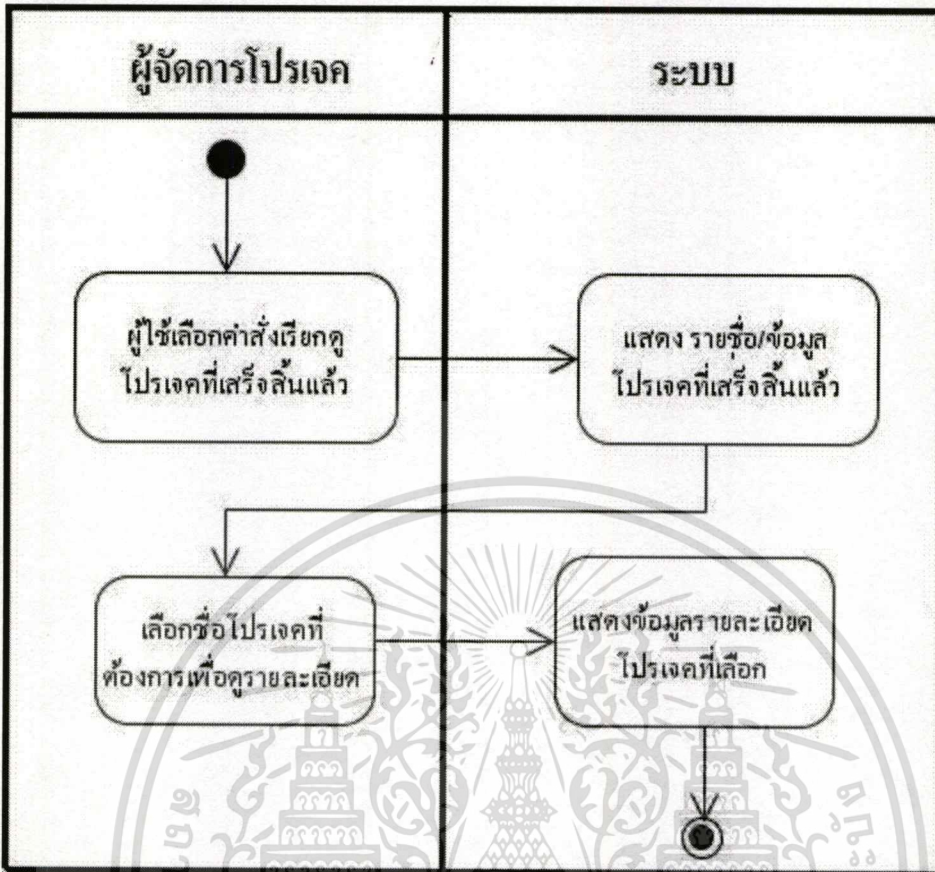 ผู้จัดการโปรเจค
ระบบ
ผู้ใช้เลือกคำสั่งเรียกดู
โปรเจคที่เสร็จสิ้นแล้ว
แสดง รายชื่อ/ข้อมูล
โปรเจคที่เสร็จสิ้นแล้ว
เลือกชื่อโปรเจคที่
ต้องการเพื่อดูรายละเอียด
แสดงข้อมูลรายละเอียด
โปรเจคที่เลือก